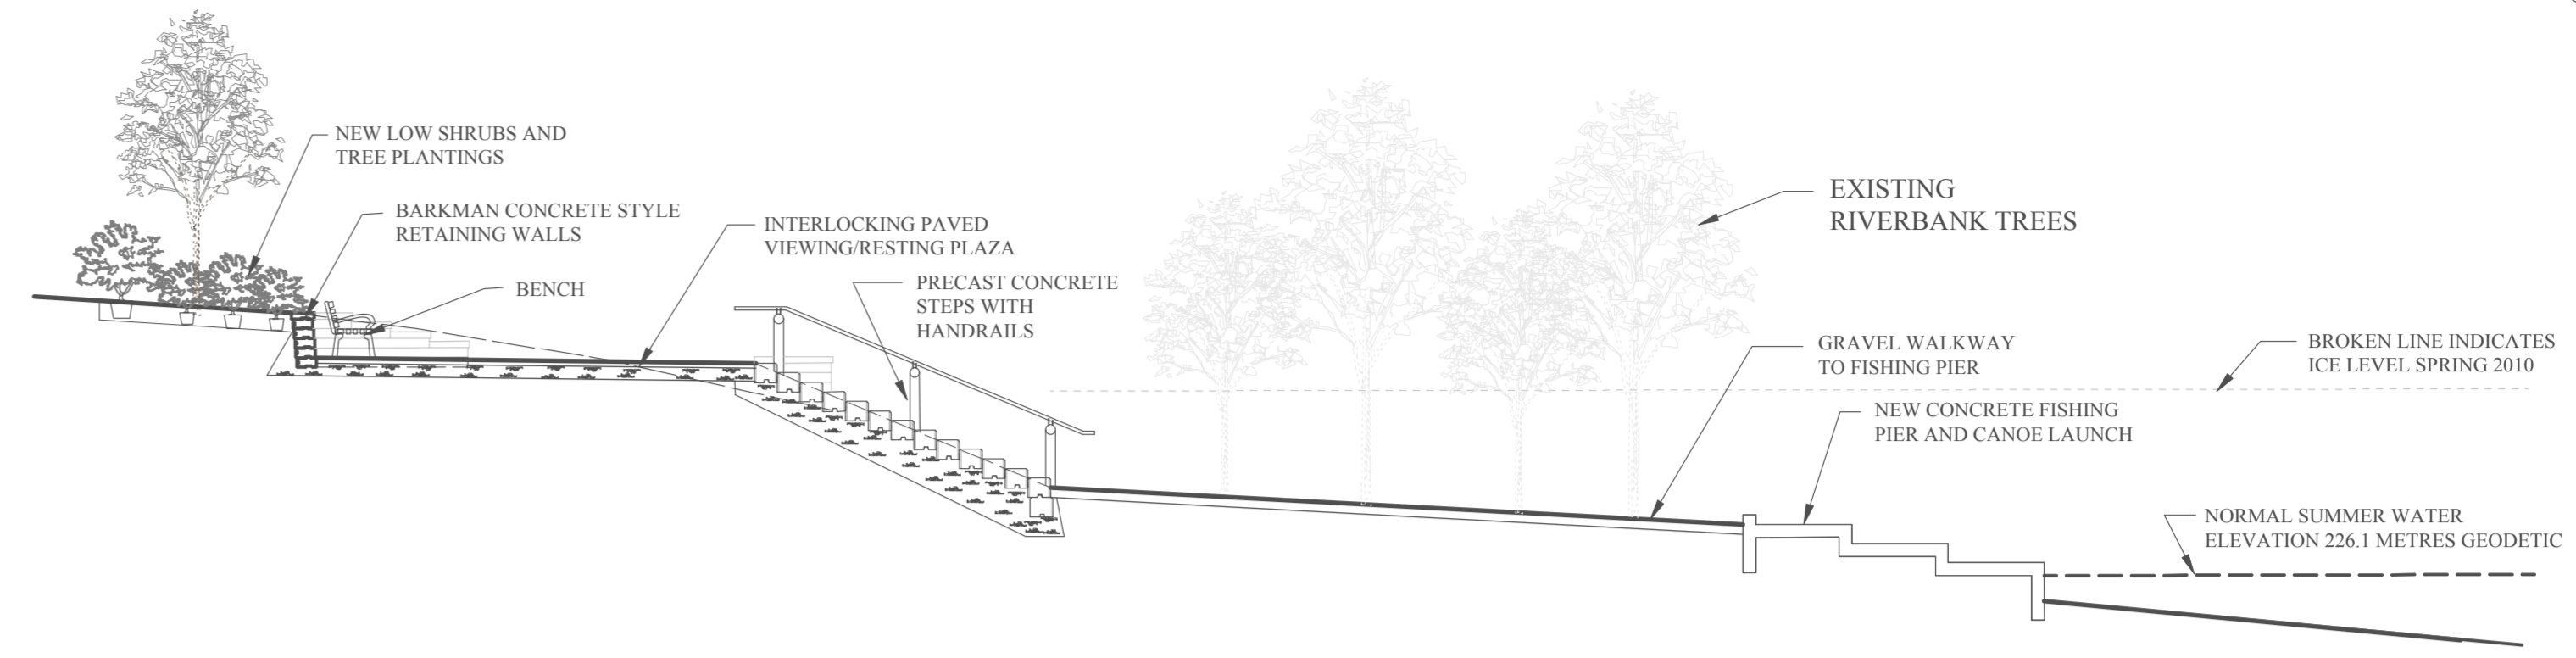 NEW LOW SHRUBS AND
TREE PLANTINGS
BARKMAN CONCRETE STYLE
RETAINING WALLS
BENCH
INTERLOCKING PAVED
VIEWING/RESTING PLAZA
PRECAST CONCRETE
STEPS WITH
HANDRAILS
EXISTING
RIVERBANK TREES
GRAVEL WALKWAY
TO FISHING PIER
BROKEN LINE INDICATES
ICE LEVEL SPRING 2010
NEW CONCRETE FISHING
PIER AND CANOE LAUNCH
NORMAL SUMMER WATER
ELEVATION 226.1 METRES GEODETIC